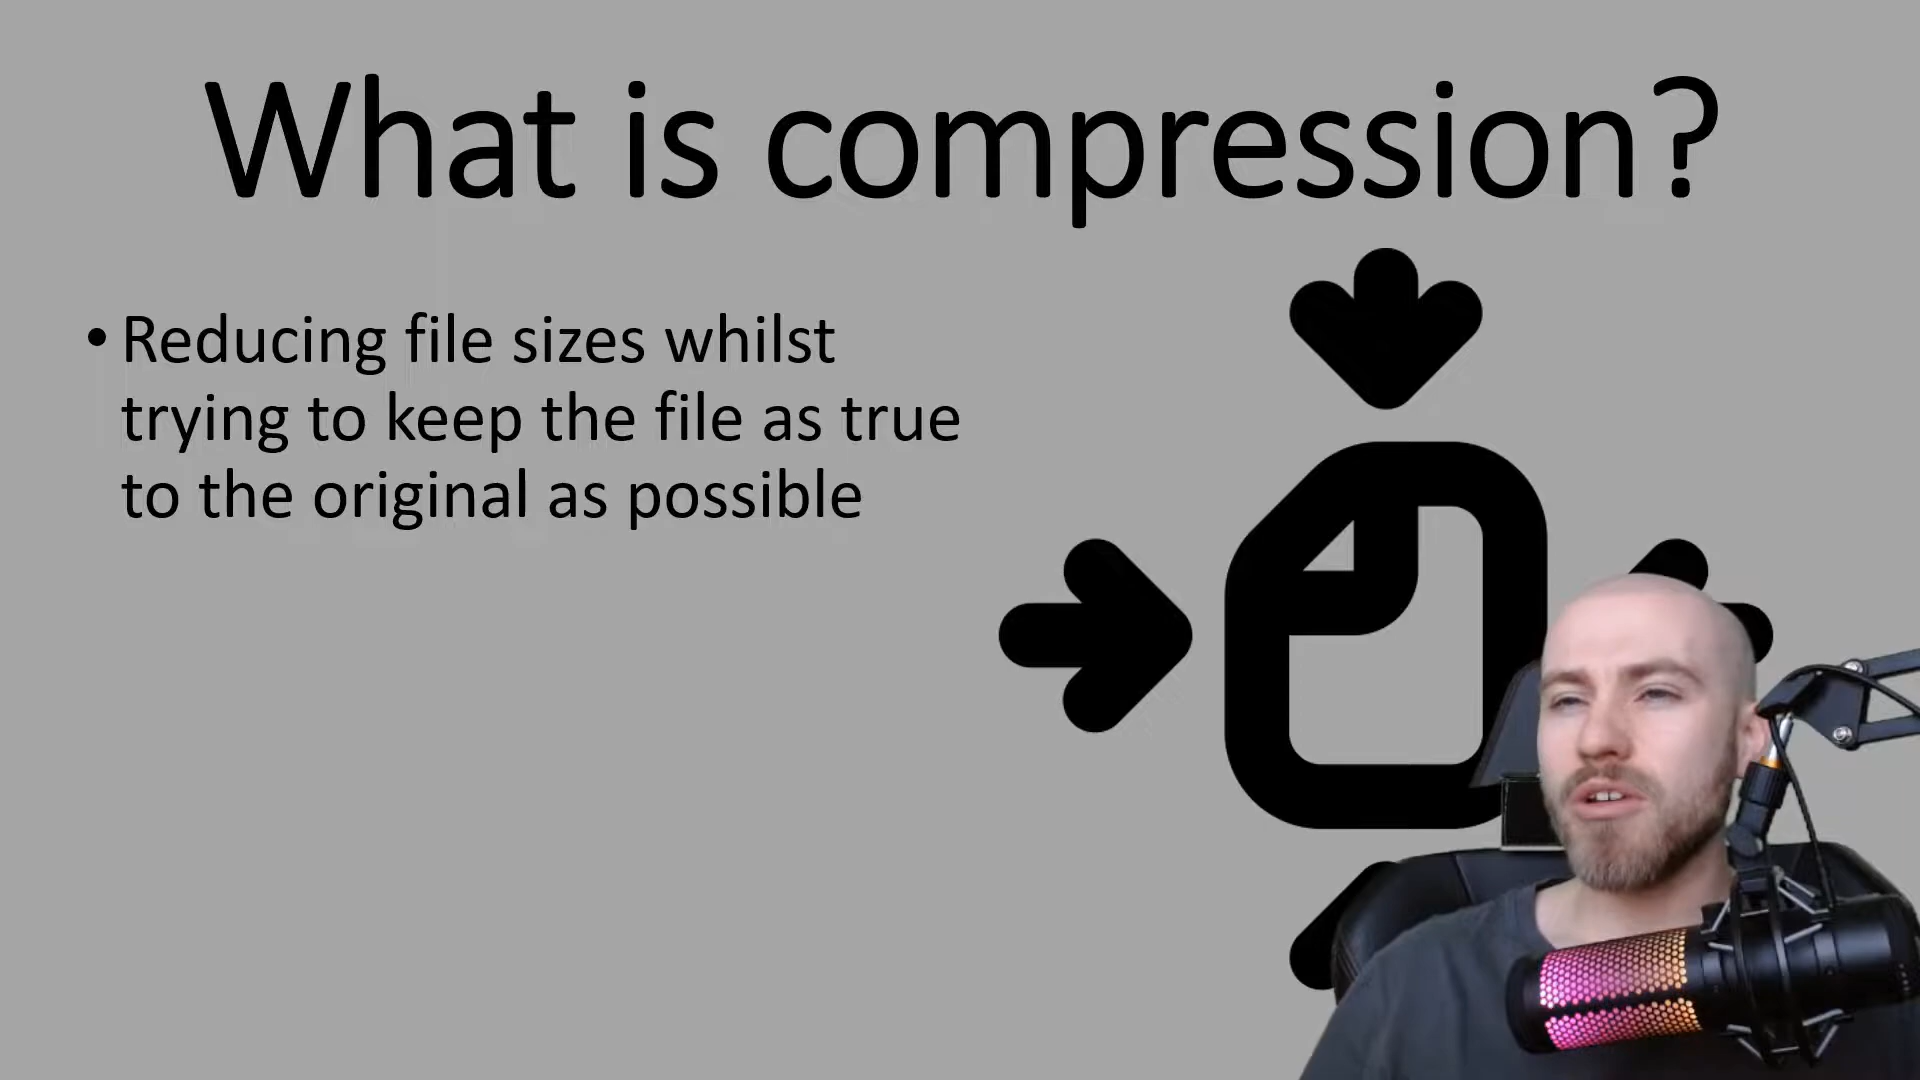 What is compression?
• Reducing file sizes whilst
trying to keep the file as true
to the original as possible